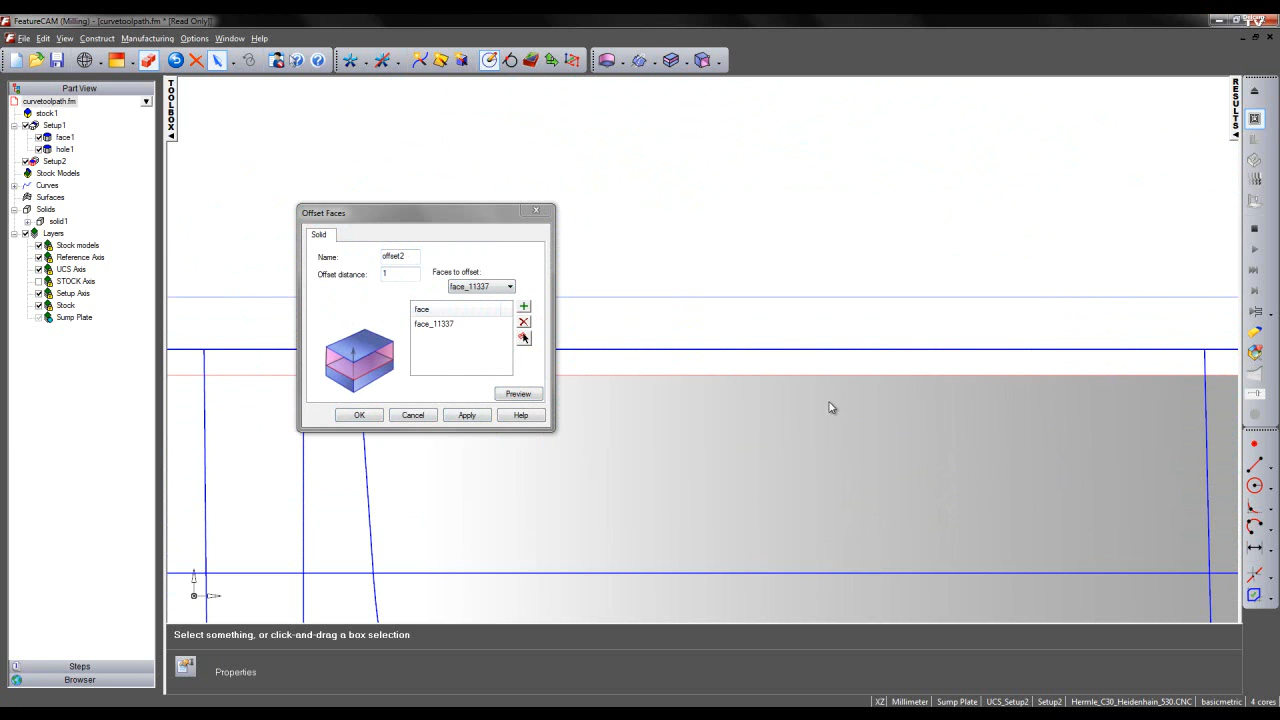 FeatureCAM (Milling) - [curvetoolpath.fm * [Read Only]]
TV
File Edit View Construct Manufacturing Options Window Help
Part View
curvetoolpath.fm
stock1
Setup1
face1
hole1
Setup2
Stock Models
Curves
Surfaces
Solids
solid1
Layers
Stock models
Reference Axis
UCS Axis
STOCK Axis
Setup Axis
Stock
Sump Plate
Steps
Browser
TOOLBOX
RESULTS
Offset Faces
Solid
Name: offset2
Offset distance: 1
Faces to offset:
face_11337
face
face_11337
Preview
OK Cancel Apply Help
Select something, or click-and-drag a box selection
Properties
XZ Millimeter Sump Plate UCS_Setup2 Setup2 Hermle_C30_Heidenhain_530.CNC basicmetric 4 cores